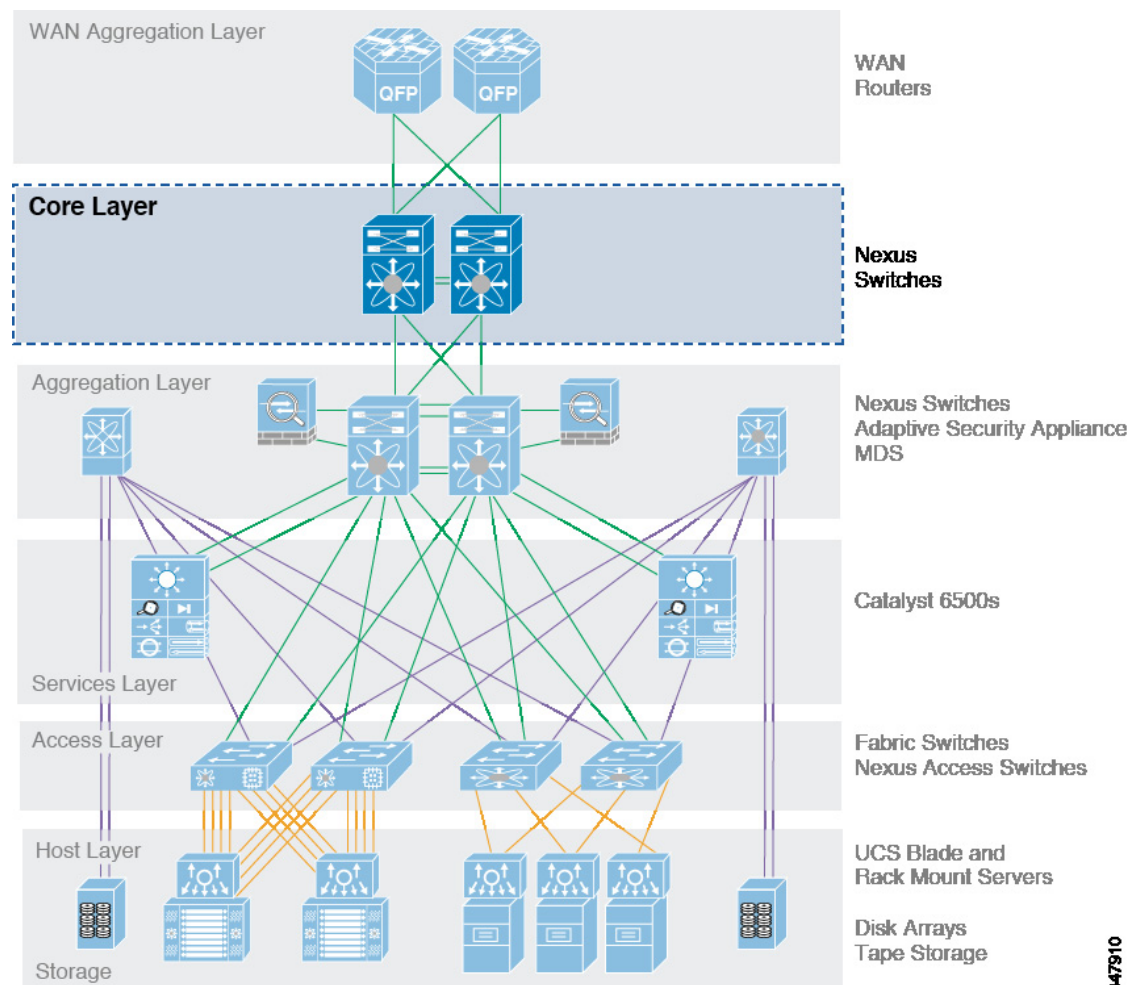 WAN Aggregation Layer
QFP
QFP
WAN
Routers
Core Layer
Nexus
Switches
Aggregation Layer
Nexus Switches
Adaptive Security Appliance
MDS
Catalyst 6500s
Services Layer
Access Layer
Fabric Switches
Nexus Access Switches
Host Layer
UCS Blade and
Rack Mount Servers
Disk Arrays
Tape Storage
Storage